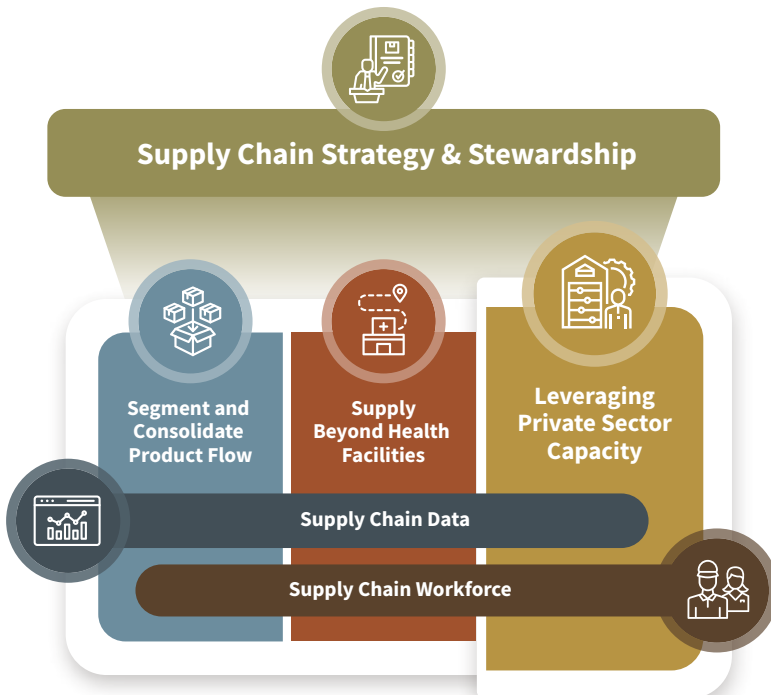 Supply Chain Strategy & Stewardship
Segment and
Consolidate
Product Flow
Supply
Beyond Health
Facilities
Leveraging
Private Sector
Capacity
Supply Chain Data
Supply Chain Workforce